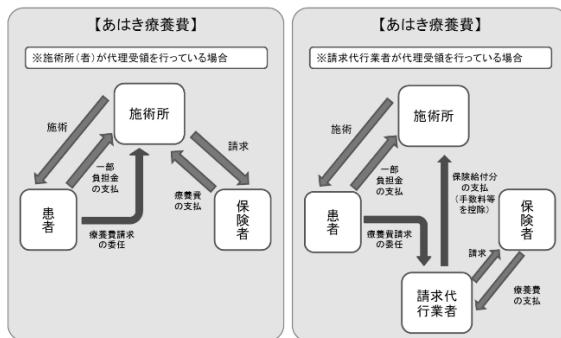 【あはき療養費】
※施術所(者)が代理受領を行っている場合
施術所
施術
一部
負担金
の支払
請求
療養費
の支払
患者
保険者
療養費請求
の委任
【あはき療養費】
※請求代行業者が代理受領を行っている場合
施術所
施術
一部
負担金
の支払
保険給付分
の支払
(手数料等
を控除)
患者
保険者
療養費請求
の委任
請求
請求代
行業者
療養費
の支払